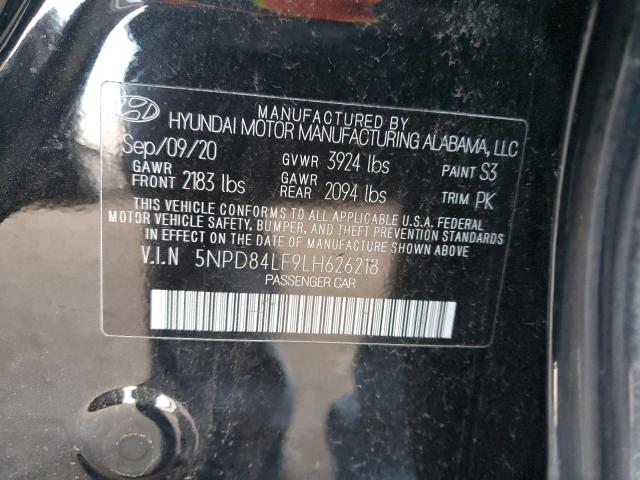 MANUFACTURED BY
HYUNDAI MOTOR MANUFACTURING ALABAMA, LLC
Sep/09/20 GVWR 3924 lbs PAINT S3
GAWR FRONT 2183 lbs GAWR REAR 2094 lbs TRIM PK
THIS VEHICLE CONFORMS TO ALL APPLICABLE U.S.A. FEDERAL
MOTOR VEHICLE SAFETY, BUMPER, AND THEFT PREVENTION STANDARDS
IN EFFECT ON THE DATE OF MANUFACTURE SHOWN ABOVE.
V.I.N 5NPD84LF9LH626218
PASSENGER CAR